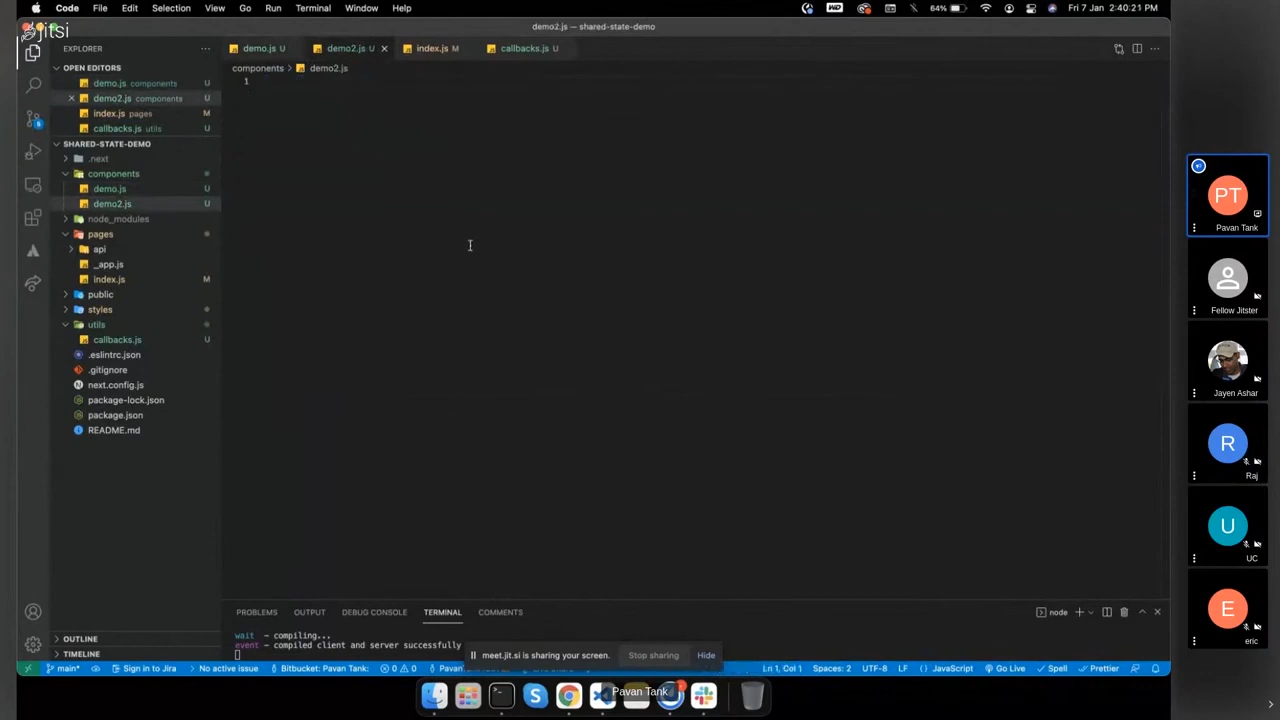 Code File Edit Selection View Go Run Terminal Window Help
WD
64%
Fri 7 Jan 2:40:21 PM
jitsi
demo2.js — shared-state-demo
EXPLORER
demo.js U
demo2.js U
index.js M
callbacks.js U
OPEN EDITORS
components
demo2.js
demo.js components U
1
demo2.js components U
index.js pages M
callbacks.js utils U
SHARED-STATE-DEMO
.next
components
demo.js U
demo2.js U
node_modules
pages
api
_app.js
index.js M
public
styles
utils
callbacks.js U
.eslintrc.json
.gitignore
next.config.js
package-lock.json
package.json
README.md
PT
Pavan Tank
Fellow Jitster
Jayen Ashar
R
Raj
U
UC
E
eric
PROBLEMS OUTPUT DEBUG CONSOLE TERMINAL COMMENTS
node
wait - compiling...
event - compiled client and server successfully
OUTLINE
TIMELINE
meet.jit.si is sharing your screen.
Stop sharing
Hide
main*
Sign in to Jira
No active issue
Bitbucket: Pavan Tank:
0 0
Ln 1, Col 1
Spaces: 2
UTF-8
LF
JavaScript
Go Live
Spell
Prettier
Pavan Tank